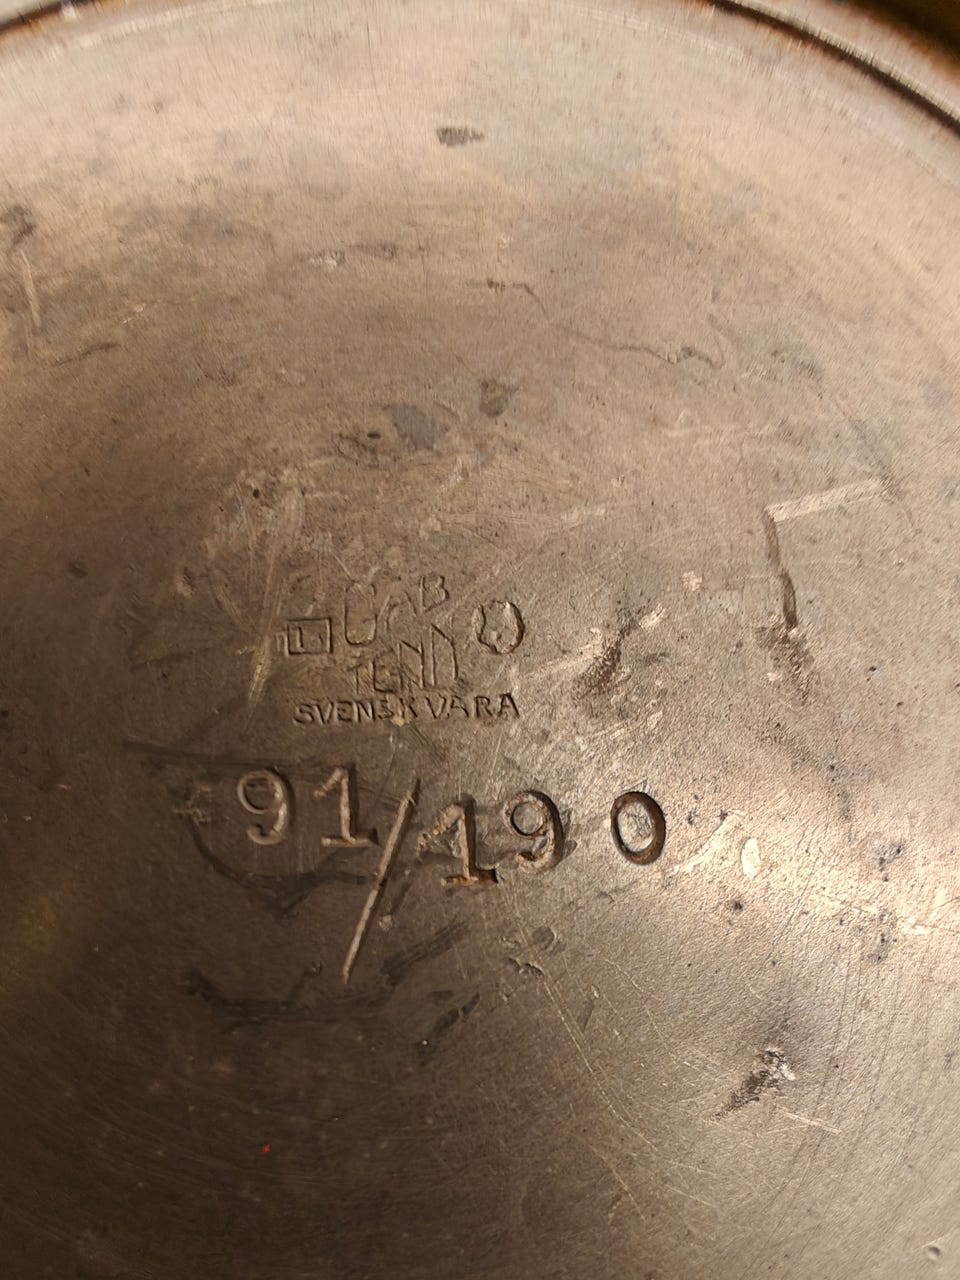 GAB
TENN
SVENSK VARA
91/190